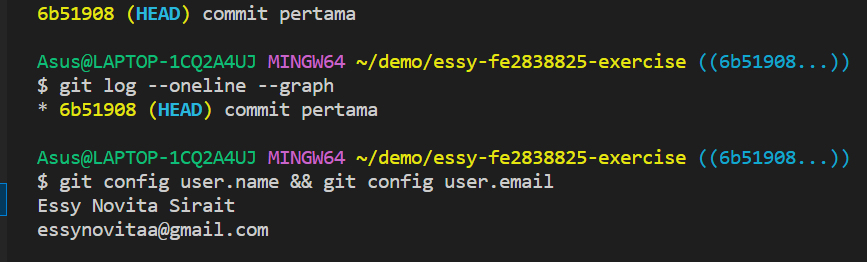 6b51908 (HEAD) commit pertama
Asus@LAPTOP-1CQ2A4UJ MINGW64 ~/demo/essy-fe2838825-exercise ((6b51908...))
$ git log --oneline --graph
* 6b51908 (HEAD) commit pertama
Asus@LAPTOP-1CQ2A4UJ MINGW64 ~/demo/essy-fe2838825-exercise ((6b51908...))
$ git config user.name && git config user.email
Essy Novita Sirait
essynovitaa@gmail.com